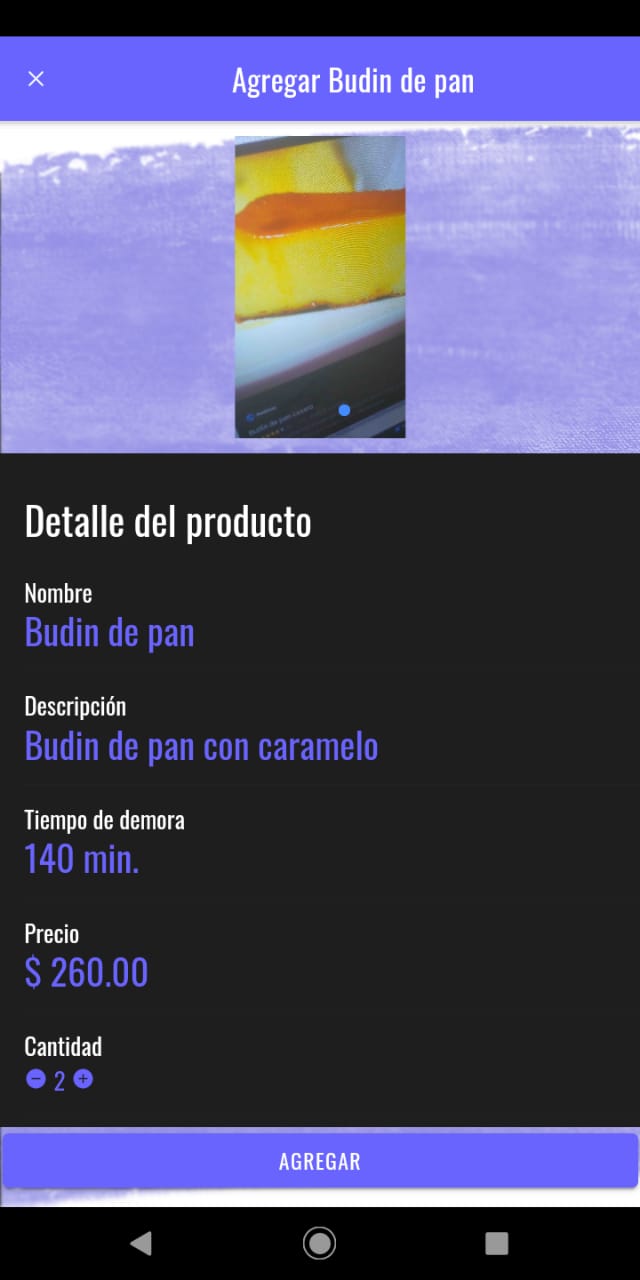 Agregar Budin de pan
Detalle del producto
Nombre
Budin de pan
Descripción
Budin de pan con caramelo
Tiempo de demora
140 min.
Precio
$ 260.00
Cantidad
2
AGREGAR